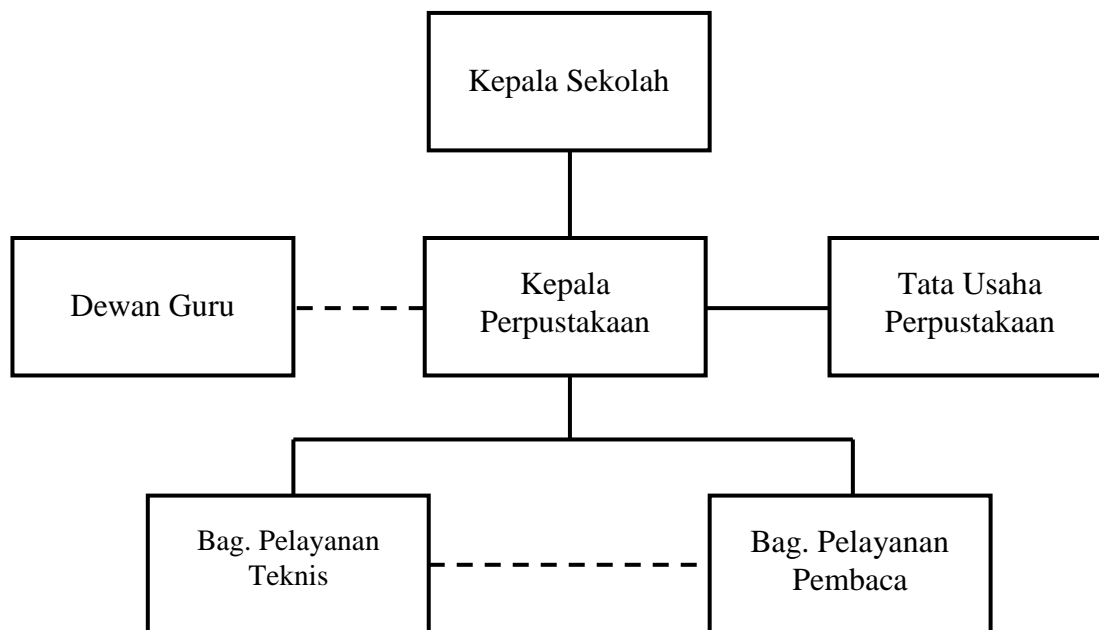 Kepala Sekolah
Dewan Guru
Kepala
Perpustakaan
Tata Usaha
Perpustakaan
Bag. Pelayanan
Teknis
Bag. Pelayanan
Pembaca